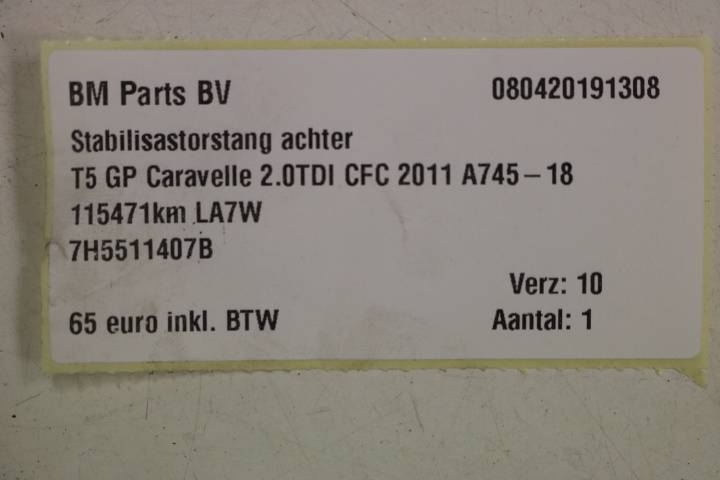 BM Parts BV 080420191308
Stabilisastorstang achter
T5 GP Caravelle 2.0TDI CFC 2011 A745-18
115471km LA7W
7H5511407B
Verz: 10
65 euro inkl. BTW Aantal: 1